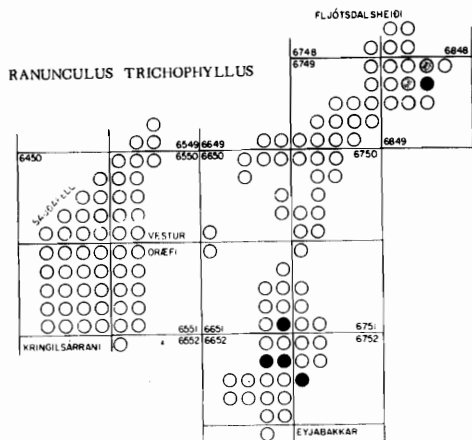 FLJÓTSDALSHEIÐI
6748 6848
6749
RANUNCULUS TRICHOPHYLLUS
6549 6649 6849
6450 6550 6650 6750
VESTUR
ÖRÆFI
6551 6651 6751
KRINGILSÁRRANI 6552 6652 6752
EYJABAKKAR